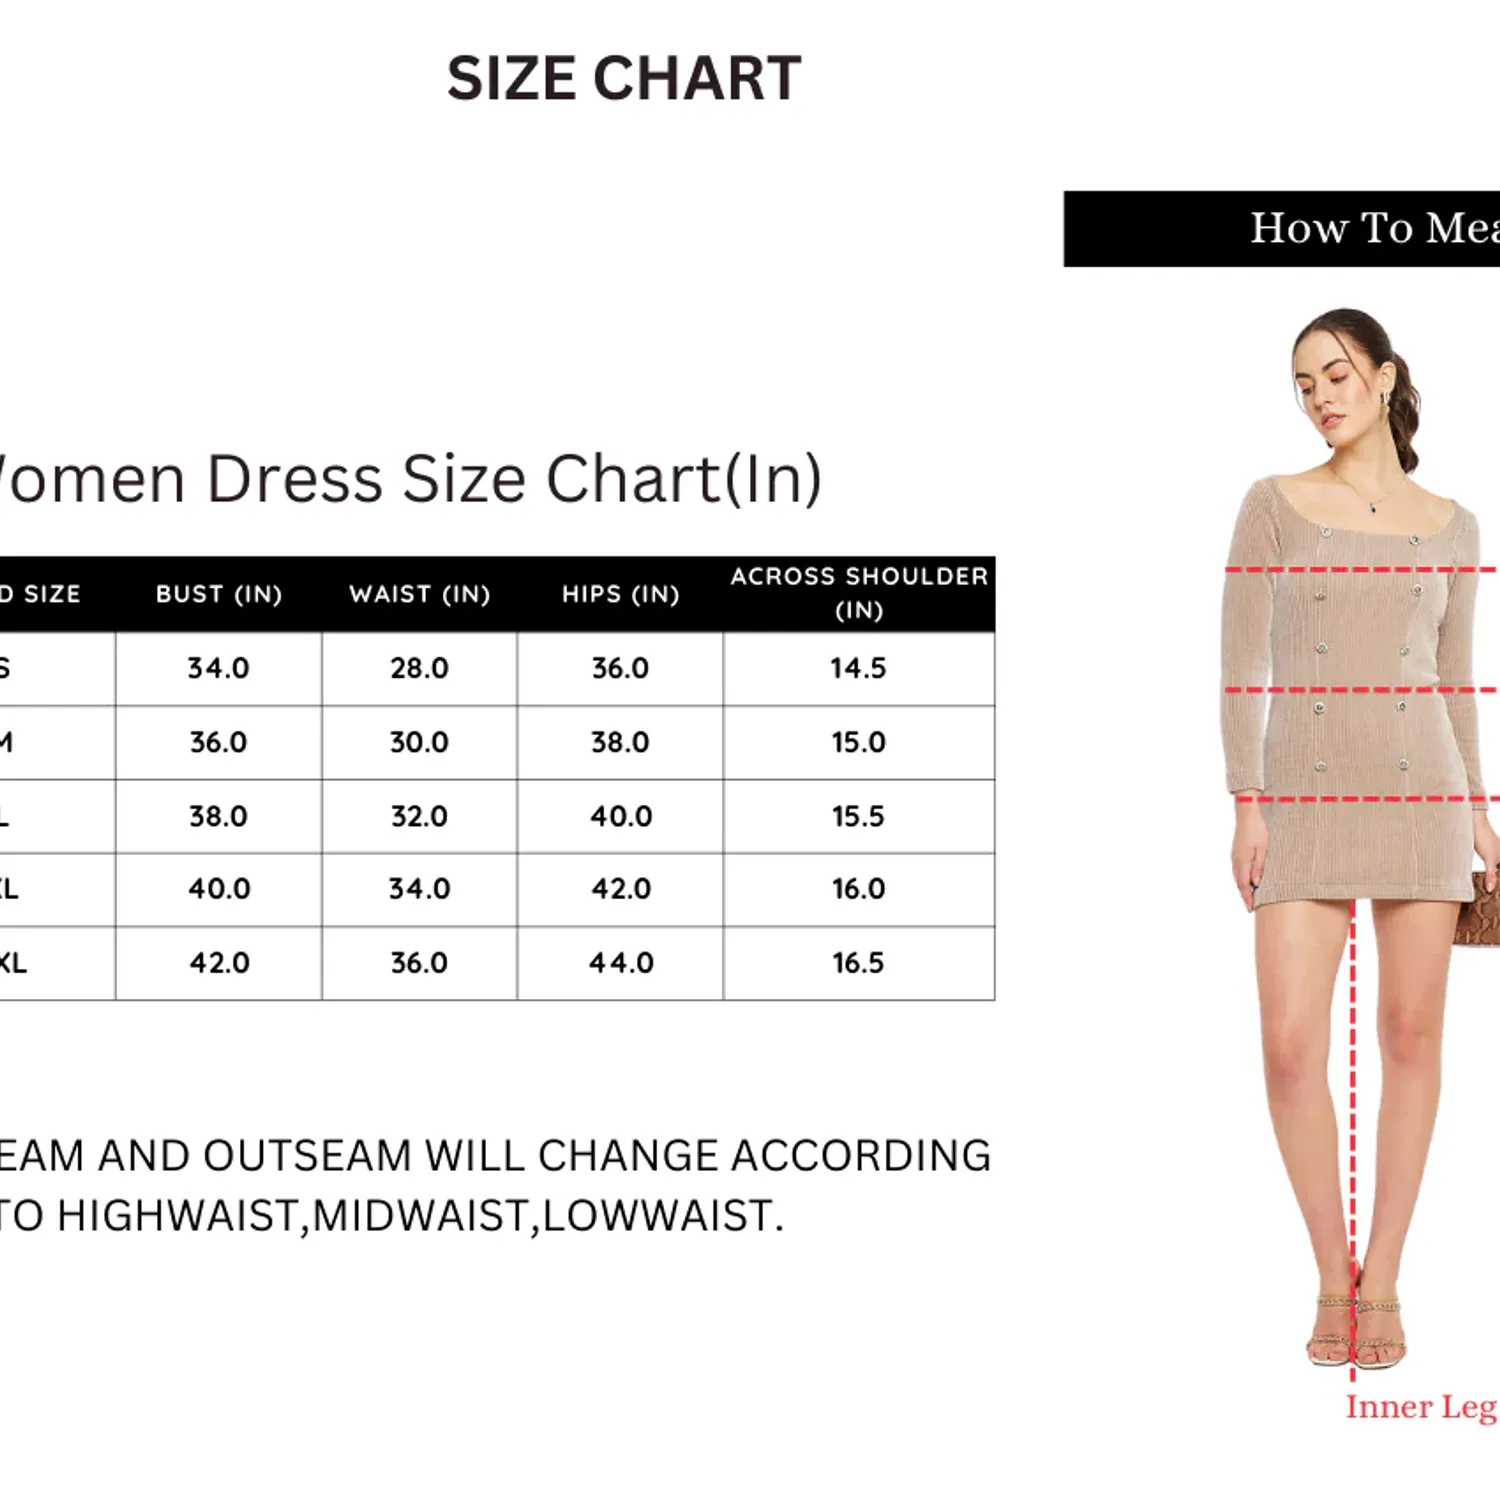 SIZE CHART
How To Mea
omen Dress Size Chart(In)
D SIZE BUST (IN) WAIST (IN) HIPS (IN) ACROSS SHOULDER (IN)
S 34.0 28.0 36.0 14.5
M 36.0 30.0 38.0 15.0
L 38.0 32.0 40.0 15.5
XL 40.0 34.0 42.0 16.0
XL 42.0 36.0 44.0 16.5
EAM AND OUTSEAM WILL CHANGE ACCORDING
TO HIGHWAIST,MIDWAIST,LOWWAIST.
Inner Leg